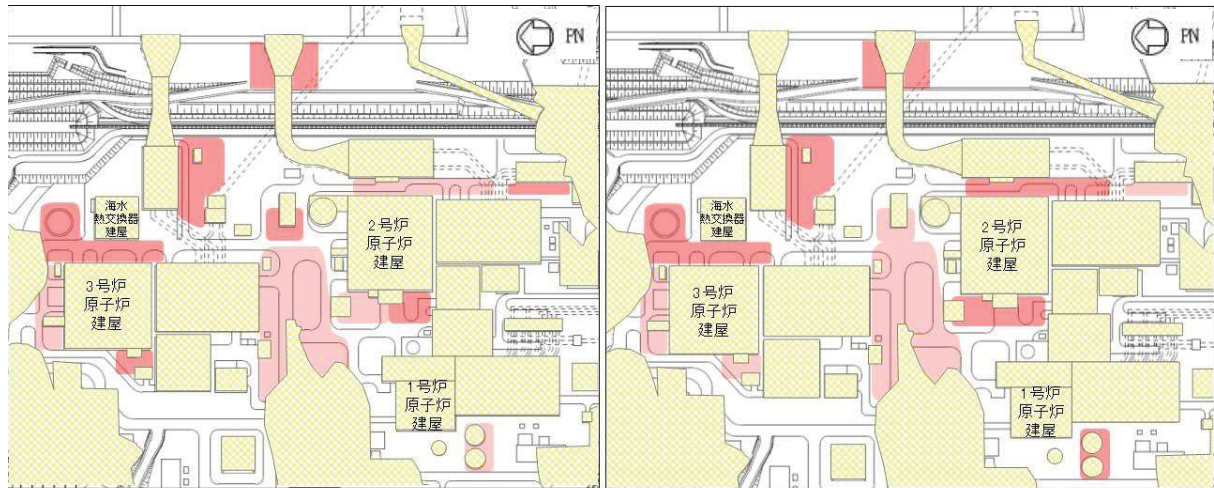 PN
海水
熱交換器
建屋
2号炉
原子炉
建屋
3号炉
原子炉
建屋
1号炉
原子炉
建屋
PN
海水
熱交換器
建屋
2号炉
原子炉
建屋
3号炉
原子炉
建屋
1号炉
原子炉
建屋